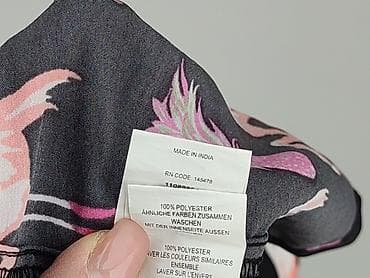 MADE IN INDIA
RN CODE: 145479
100% POLYESTER
ÄHNLICHE FARBEN ZUSAMMEN
WASCHEN
MIT DER INNENSEITE AUSSEN
100% POLYESTER
LAVER LES COULEURS SIMILAIRES
ENSEMBLE
LAVER SUR L'ENVERS